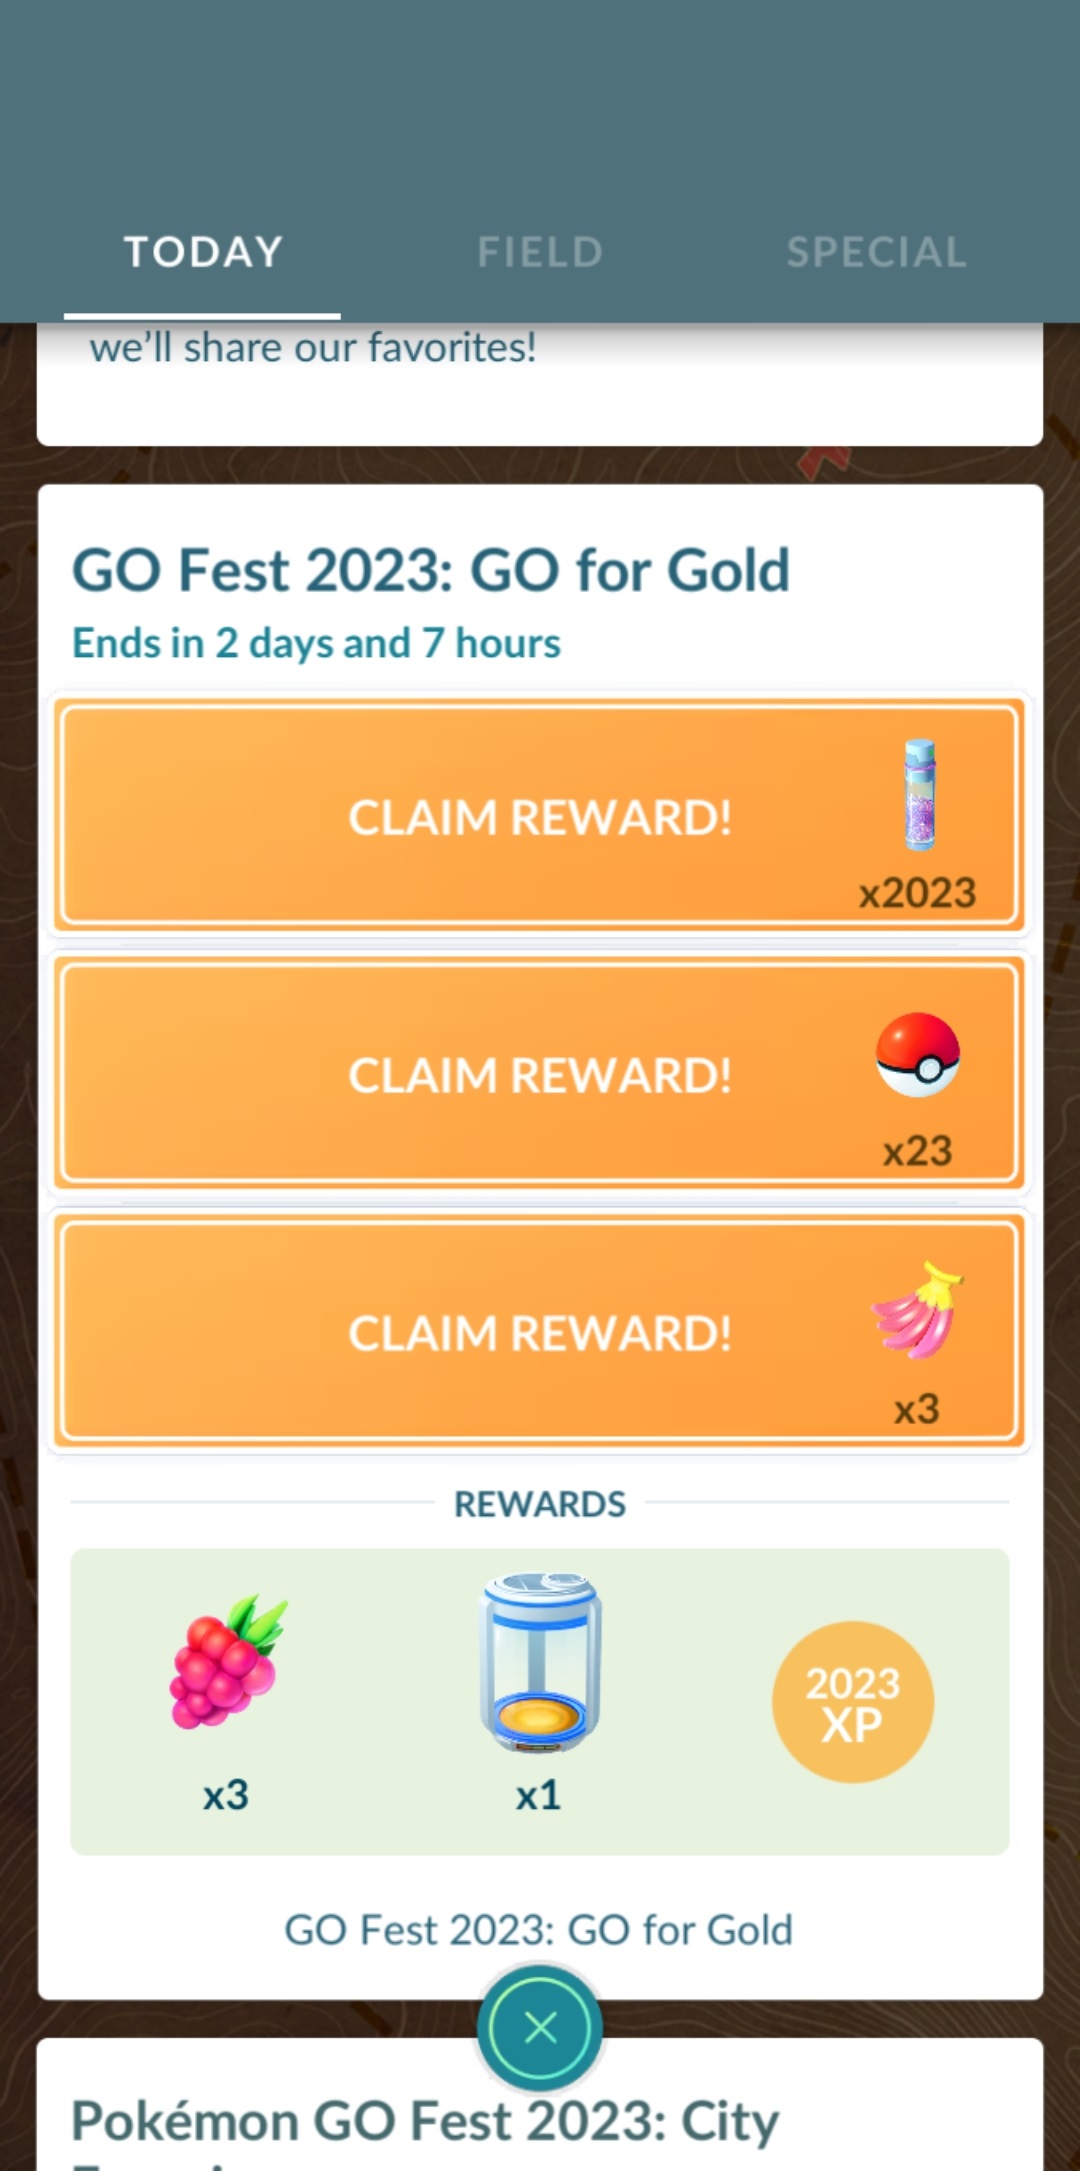 TODAY FIELD SPECIAL
we’ll share our favorites!
GO Fest 2023: GO for Gold
Ends in 2 days and 7 hours
CLAIM REWARD!
x2023
CLAIM REWARD!
x23
CLAIM REWARD!
x3
REWARDS
2023
XP
x3 x1
GO Fest 2023: GO for Gold
Pokémon GO Fest 2023: City